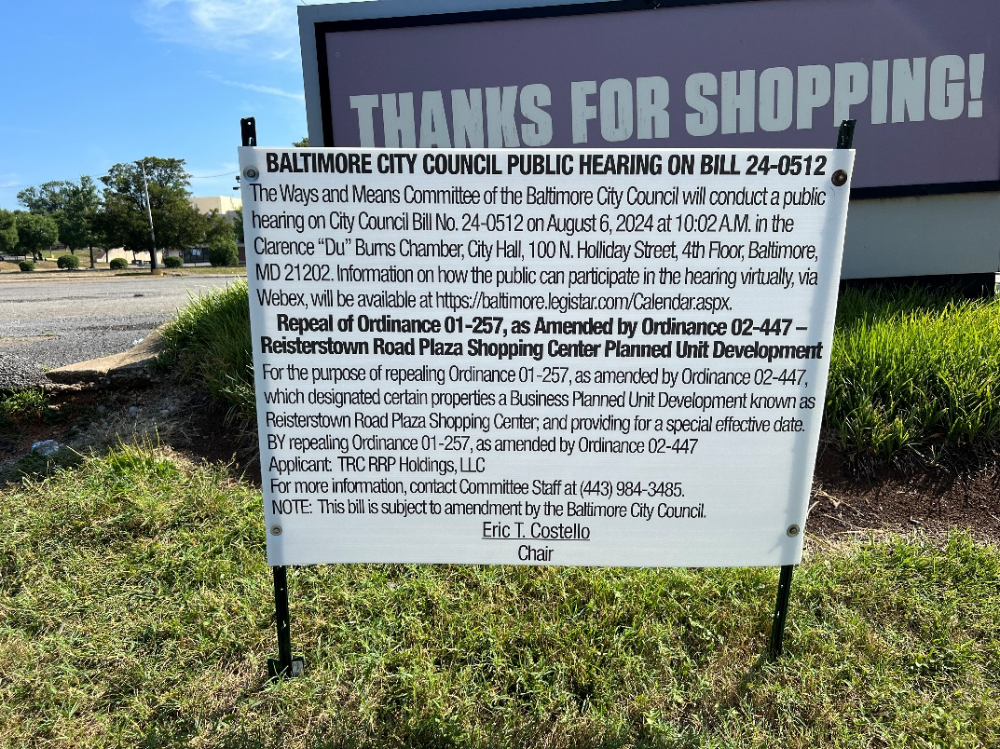 THANKS FOR SHOPPING!
BALTIMORE CITY COUNCIL PUBLIC HEARING ON BILL 24-0512
The Ways and Means Committee of the Baltimore City Council will conduct a public
hearing on City Council Bill No. 24-0512 on August 6, 2024 at 10:02 A.M. in the
Clarence “Du” Burns Chamber, City Hall, 100 N. Holliday Street, 4th Floor, Baltimore,
MD 21202. Information on how the public can participate in the hearing virtually, via
Webex, will be available at https://baltimore.legistar.com/Calendar.aspx.
Repeal of Ordinance 01-257, as Amended by Ordinance 02-447 –
Reisterstown Road Plaza Shopping Center Planned Unit Development
For the purpose of repealing Ordinance 01-257, as amended by Ordinance 02-447,
which designated certain properties a Business Planned Unit Development known as
Reisterstown Road Plaza Shopping Center; and providing for a special effective date.
BY repealing Ordinance 01-257, as amended by Ordinance 02-447
Applicant: TRC RRP Holdings, LLC
For more information, contact Committee Staff at (443) 984-3485.
NOTE: This bill is subject to amendment by the Baltimore City Council.
Eric T. Costello
Chair